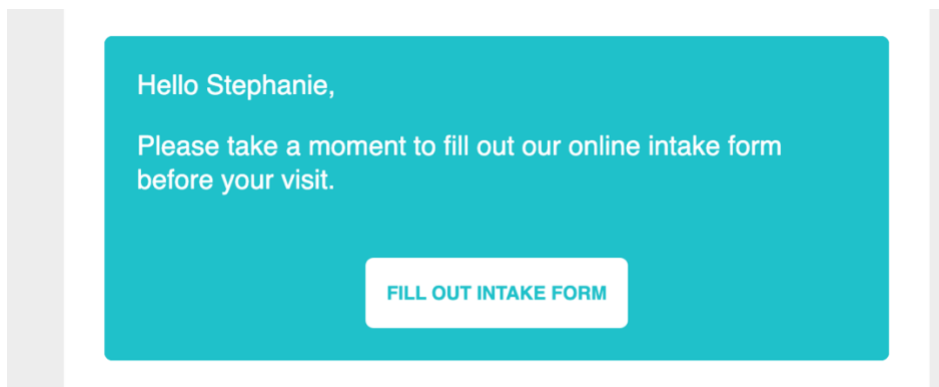 Hello Stephanie,
Please take a moment to fill out our online intake form
before your visit.
FILL OUT INTAKE FORM